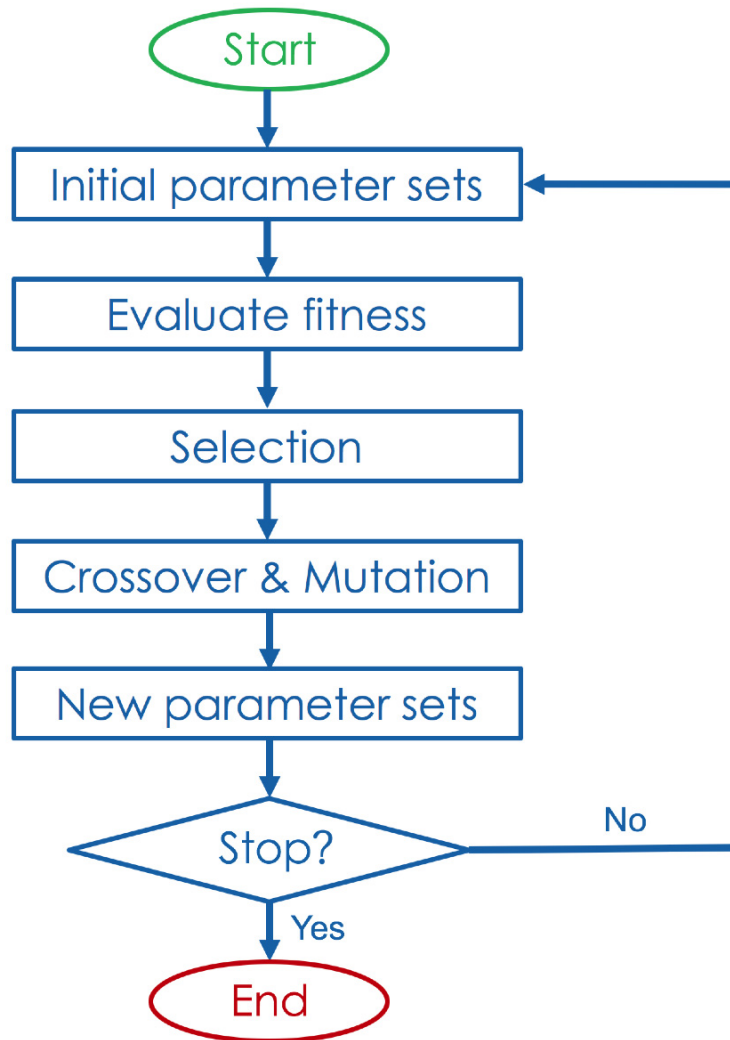 Start
Initial parameter sets
Evaluate fitness
Selection
Crossover & Mutation
New parameter sets
Stop?
No
Yes
End